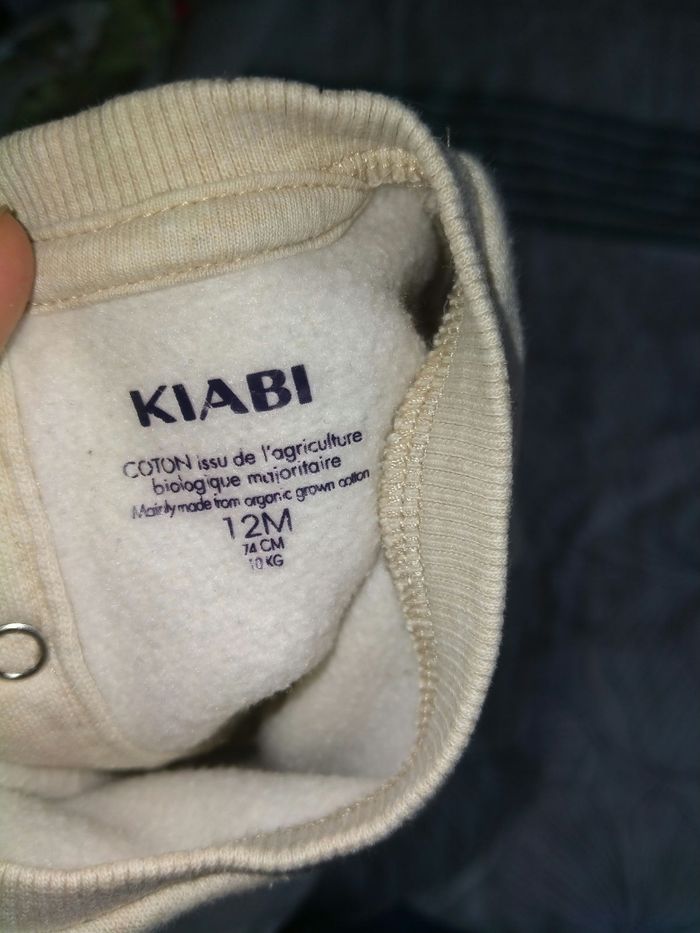 KIABI
COTON issu de l'agriculture
biologique majoritaire
Mainly made from organic grown cotton
12M
74 CM
10 KG